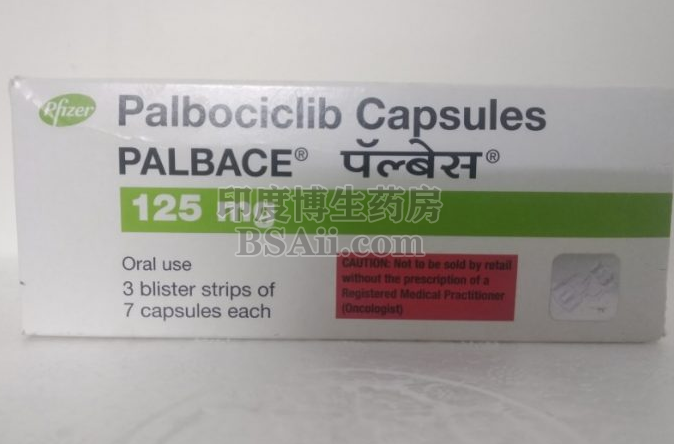 Pfizer
Palbociclib Capsules
PALBACE® पॅल्बेस®
125 mg
印度博生药房
BSAii.com
Oral use
3 blister strips of
7 capsules each
CAUTION: Not to be sold by retail
without the prescription of a
Registered Medical Practitioner
(Oncologist)